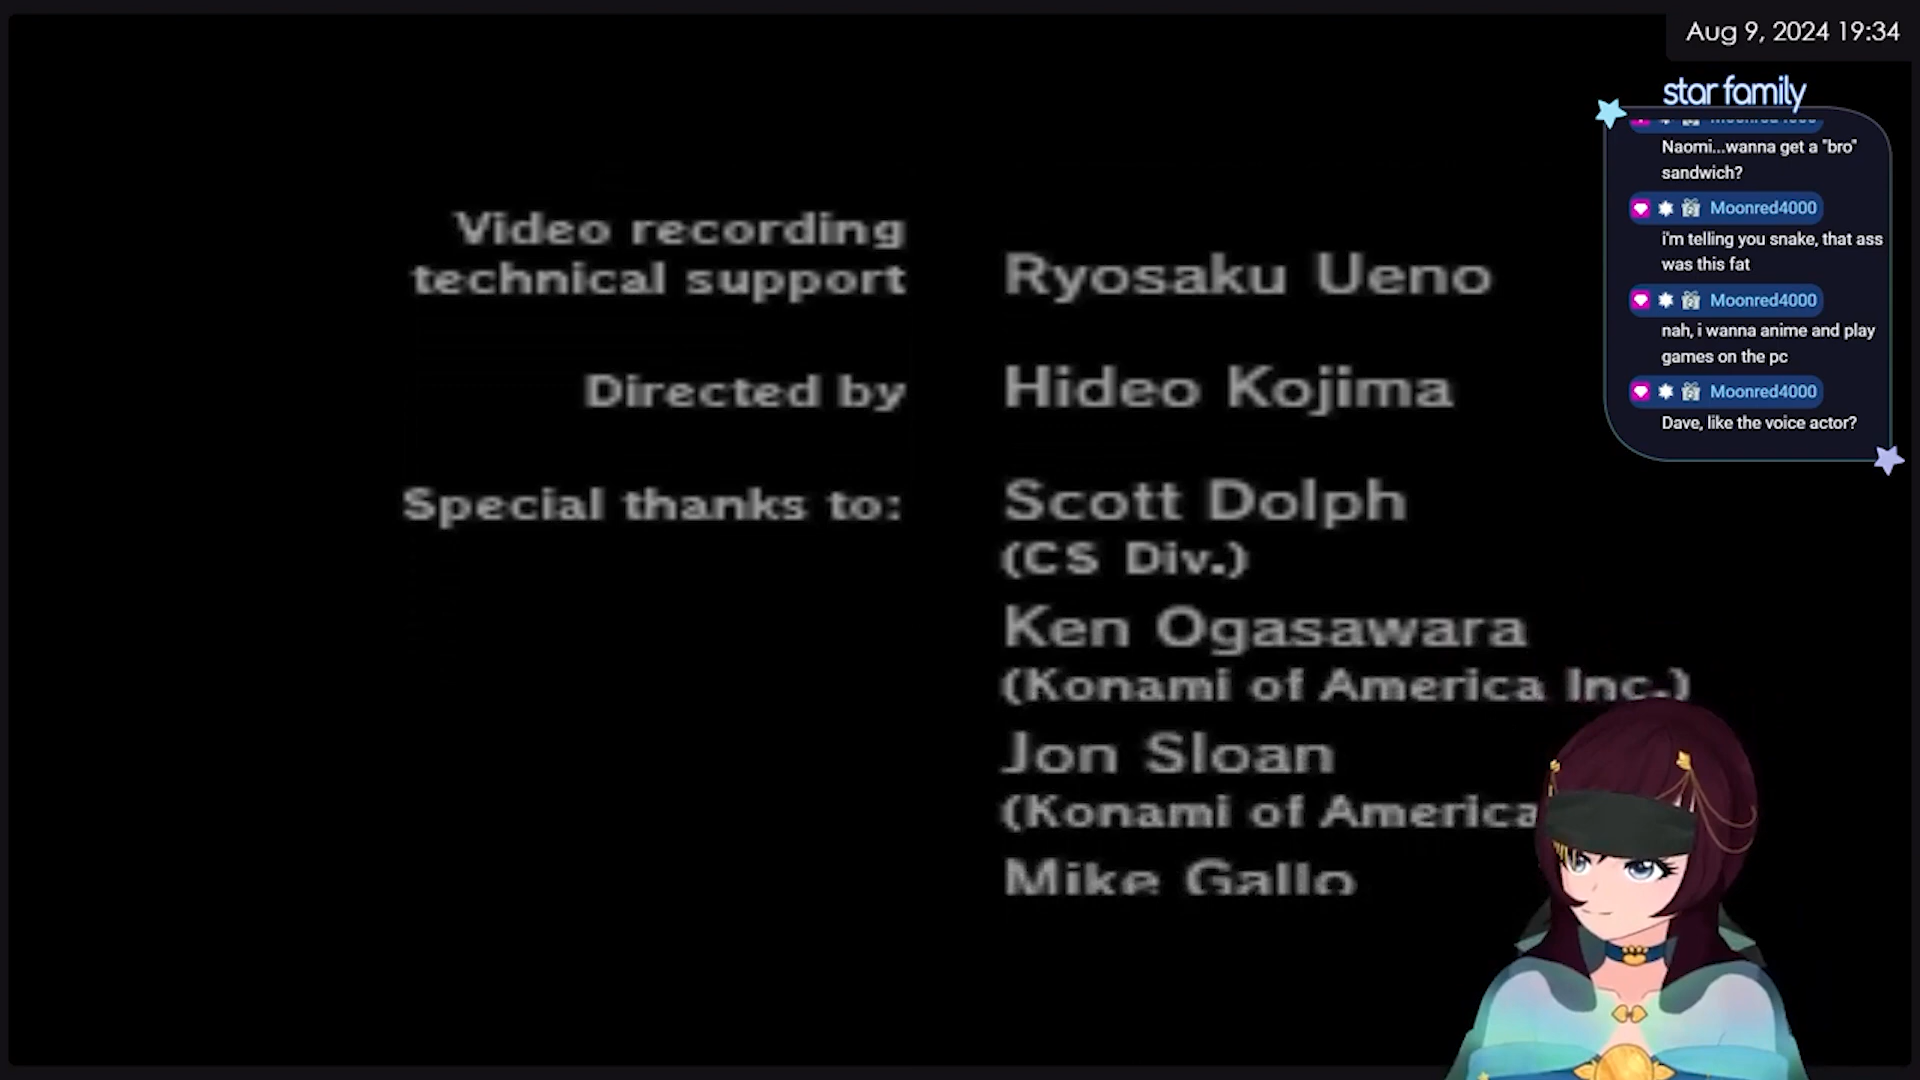 Aug 9, 2024 19:34
star family
Naomi...wanna get a "bro"
sandwich?
Moonred4000
i'm telling you snake, that ass
was this fat
Moonred4000
nah, i wanna anime and play
games on the pc
Moonred4000
Dave, like the voice actor?
Video recording
technical support
Ryosaku Ueno
Directed by
Hideo Kojima
Special thanks to:
Scott Dolph
(CS Div.)
Ken Ogasawara
(Konami of America Inc.)
Jon Sloan
(Konami of America
Mike Gallo